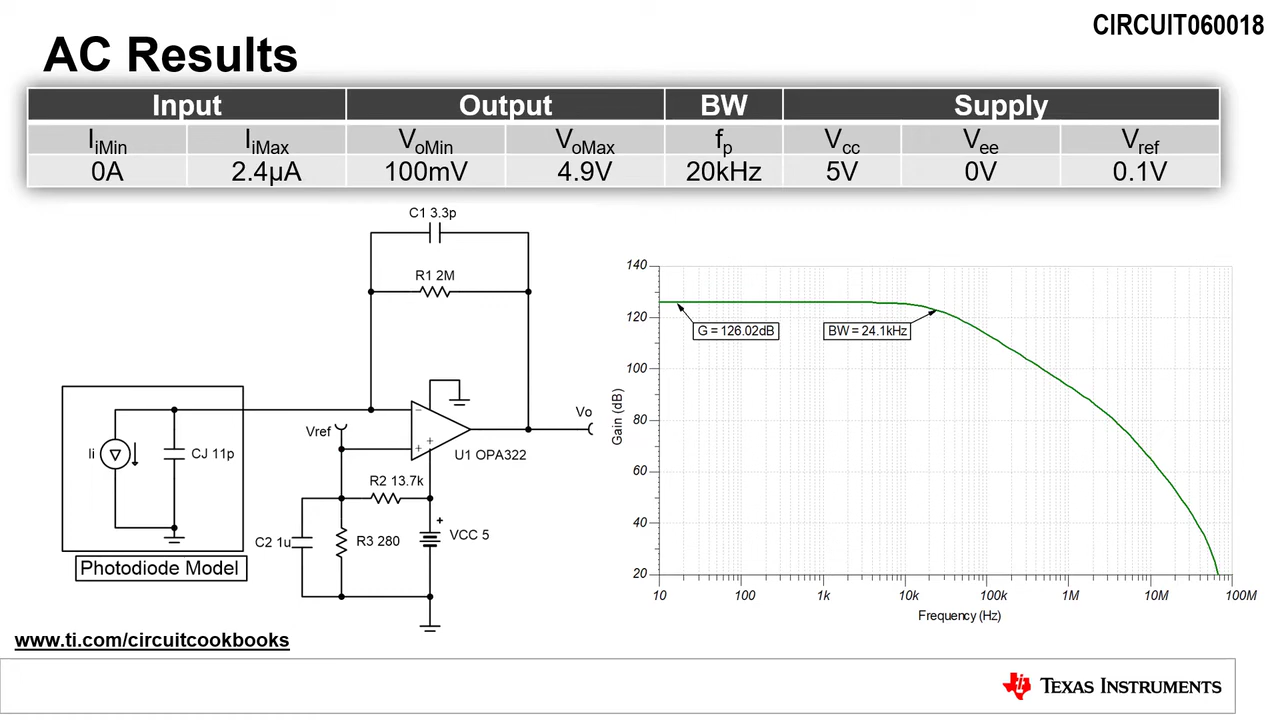 CIRCUIT060018
AC Results
Input Output BW Supply
IiMin IiMax VoMin VoMax fp Vcc Vee Vref
0A 2.4µA 100mV 4.9V 20kHz 5V 0V 0.1V
C1 3.3p
R1 2M
Vref
Vo
Ii
CJ 11p
U1 OPA322
R2 13.7k
C2 1u
R3 280
VCC 5
Photodiode Model
140
120
100
80
60
40
20
Gain (dB)
G = 126.02dB
BW = 24.1kHz
10 100 1k 10k 100k 1M 10M 100M
Frequency (Hz)
www.ti.com/circuitcookbooks
TEXAS INSTRUMENTS